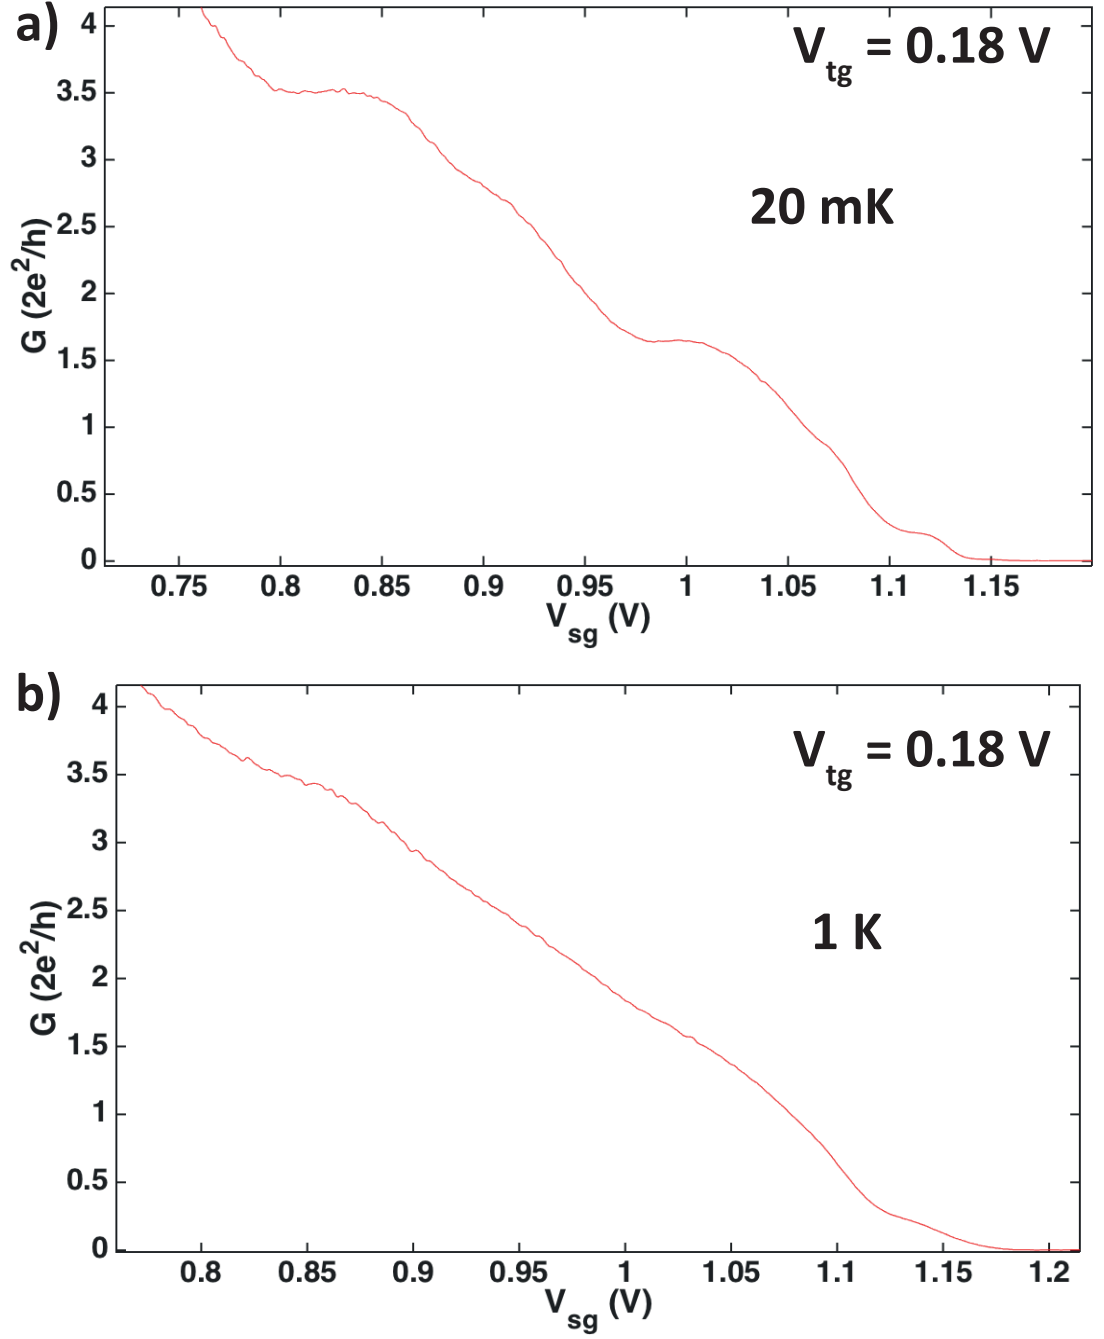 a)
V_tg = 0.18 V
20 mK
G (2e²/h)
4
3.5
3
2.5
2
1.5
1
0.5
0
0.75 0.8 0.85 0.9 0.95 1 1.05 1.1 1.15
V_sg (V)
b)
V_tg = 0.18 V
1 K
G (2e²/h)
4
3.5
3
2.5
2
1.5
1
0.5
0
0.8 0.85 0.9 0.95 1 1.05 1.1 1.15 1.2
V_sg (V)